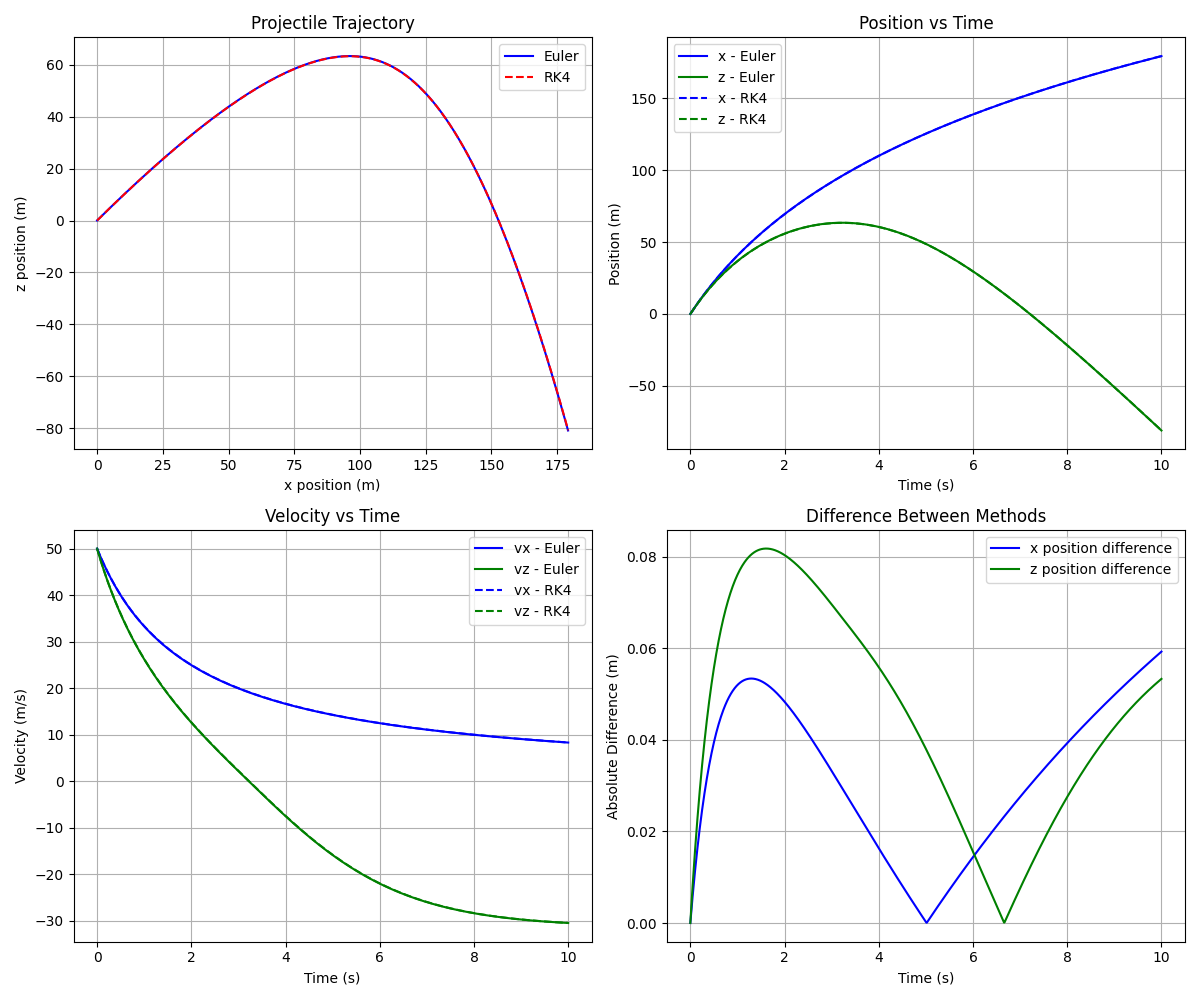 Projectile Trajectory
Euler
RK4
60
40
20
0
−20
−40
−60
−80
z position (m)
0 25 50 75 100 125 150 175
x position (m)
Position vs Time
x - Euler
z - Euler
x - RK4
z - RK4
150
100
50
0
−50
Position (m)
0 2 4 6 8 10
Time (s)
Velocity vs Time
vx - Euler
vz - Euler
vx - RK4
vz - RK4
50
40
30
20
10
0
−10
−20
−30
Velocity (m/s)
0 2 4 6 8 10
Time (s)
Difference Between Methods
x position difference
z position difference
0.08
0.06
0.04
0.02
0.00
Absolute Difference (m)
0 2 4 6 8 10
Time (s)